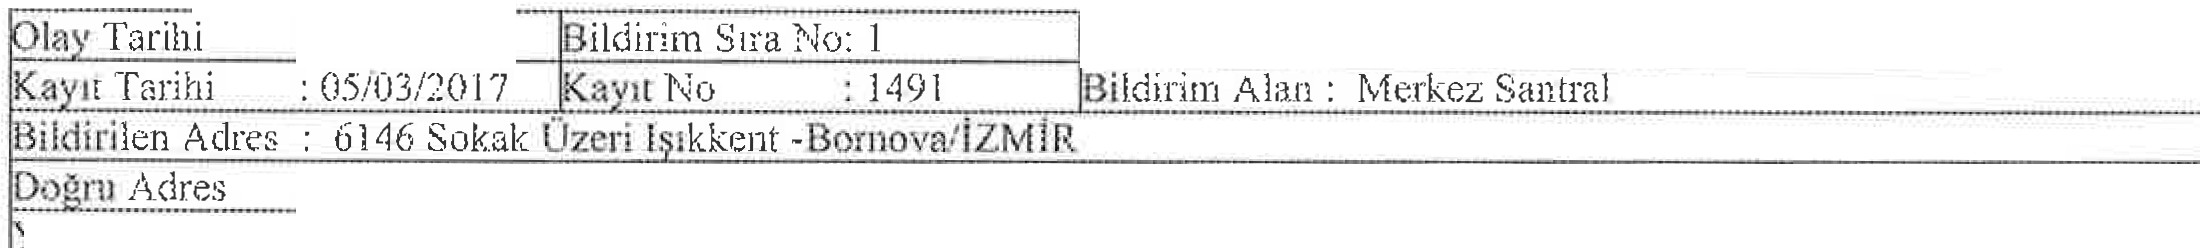 Olay Tarihi Bildirim Sıra No: 1
Kayıt Tarihi : 05/03/2017 Kayıt No : 1491 Bildirim Alan : Merkez Santral
Bildirilen Adres : 6146 Sokak Üzeri Işıkkent -Bornova/İZMİR
Doğru Adres